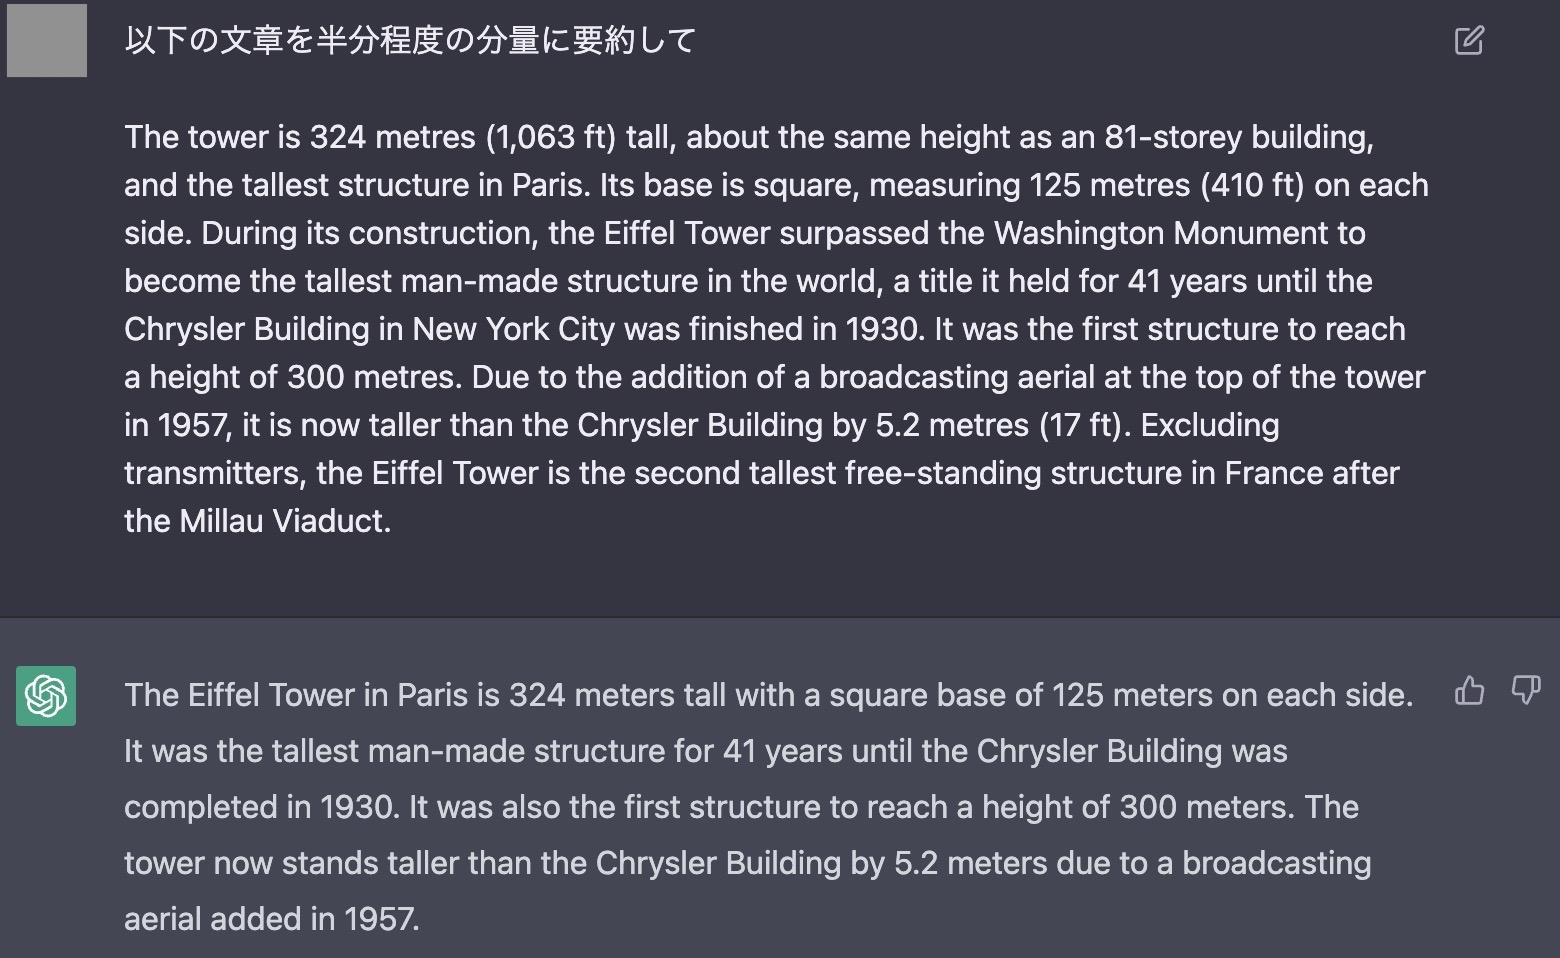 以下の文章を半分程度の分量に要約して
The tower is 324 metres (1,063 ft) tall, about the same height as an 81-storey building,
and the tallest structure in Paris. Its base is square, measuring 125 metres (410 ft) on each
side. During its construction, the Eiffel Tower surpassed the Washington Monument to
become the tallest man-made structure in the world, a title it held for 41 years until the
Chrysler Building in New York City was finished in 1930. It was the first structure to reach
a height of 300 metres. Due to the addition of a broadcasting aerial at the top of the tower
in 1957, it is now taller than the Chrysler Building by 5.2 metres (17 ft). Excluding
transmitters, the Eiffel Tower is the second tallest free-standing structure in France after
the Millau Viaduct.
The Eiffel Tower in Paris is 324 meters tall with a square base of 125 meters on each side.
It was the tallest man-made structure for 41 years until the Chrysler Building was
completed in 1930. It was also the first structure to reach a height of 300 meters. The
tower now stands taller than the Chrysler Building by 5.2 meters due to a broadcasting
aerial added in 1957.